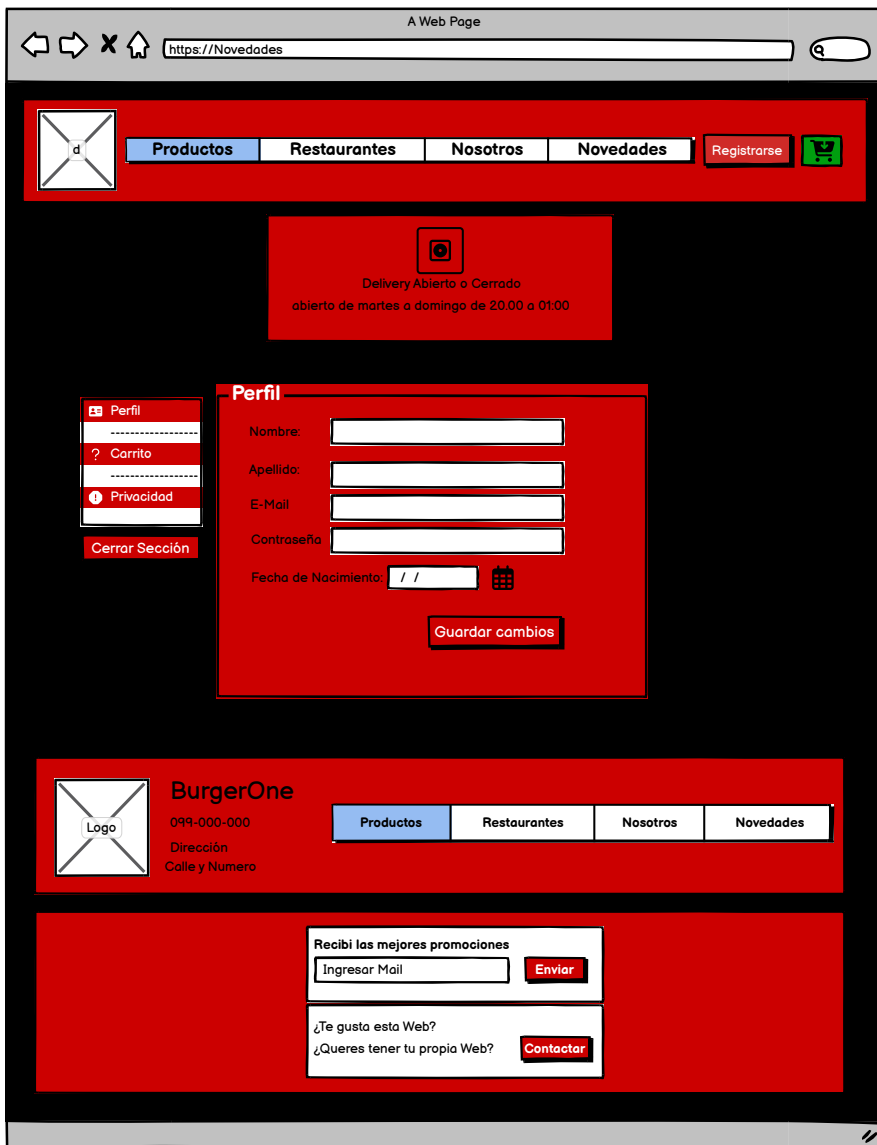 A Web Page
https://Novedades
d
Productos
Restaurantes
Nosotros
Novedades
Registrarse
Delivery Abierto o Cerrado
abierto de martes a domingo de 20.00 a 01:00
Perfil
------------------
? Carrito
------------------
Privacidad
Cerrar Sección
Perfil
Nombre:
Apellido:
E-Mail
Contraseña
Fecha de Nacimiento: / /
Guardar cambios
Logo
BurgerOne
099-000-000
Dirección
Calle y Numero
Productos
Restaurantes
Nosotros
Novedades
Recibi las mejores promociones
Ingresar Mail
Enviar
¿Te gusta esta Web?
¿Queres tener tu propia Web?
Contactar